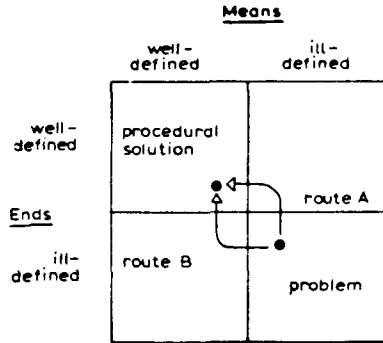 Means
well-
defined
ill-
defined
well-
defined
procedural
solution
route A
Ends
ill-
defined
route B
problem